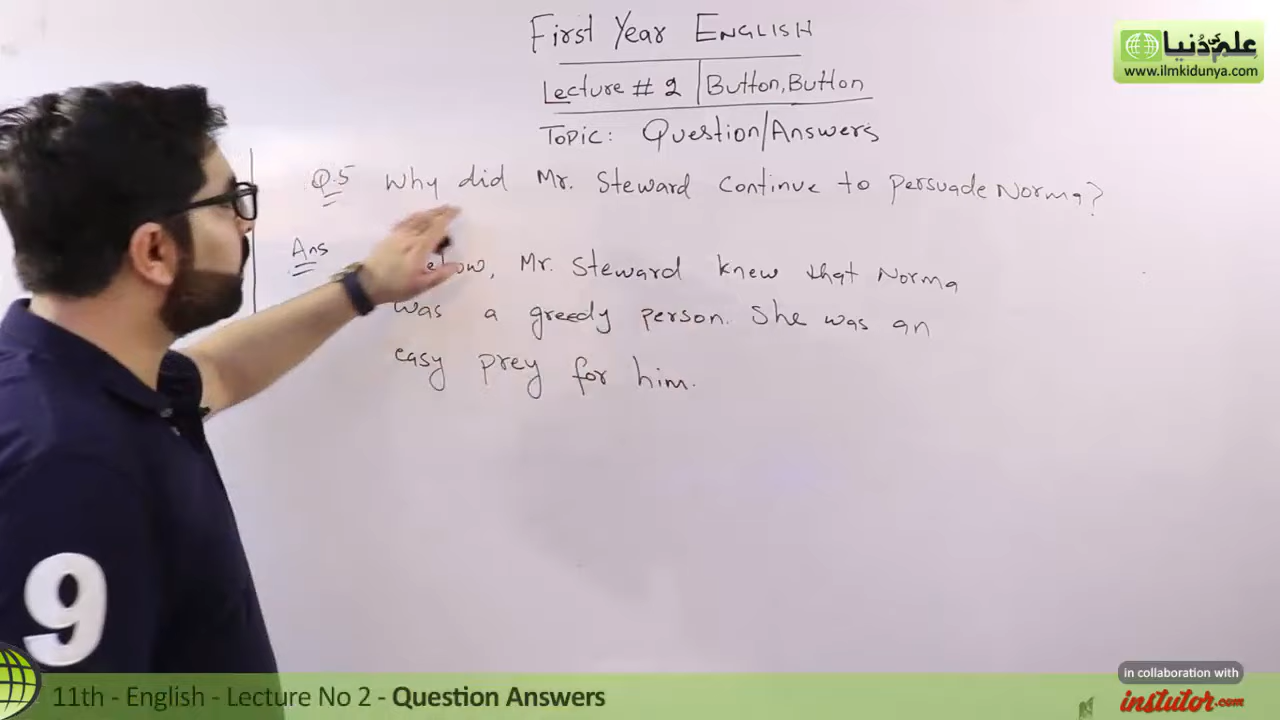 First Year ENGLISH
علم کی دُنیا
www.ilmkidunya.com
Lecture # 2 | Button, Button
TOPIC: Question/Answers
Q.5 Why did Mr. Steward continue to persuade Norma?
Ans
Mr. Steward knew that Norma
was a greedy person. She was an
easy prey for him.
9
in collaboration with
instutor.com
11th - English - Lecture No 2 - Question Answers